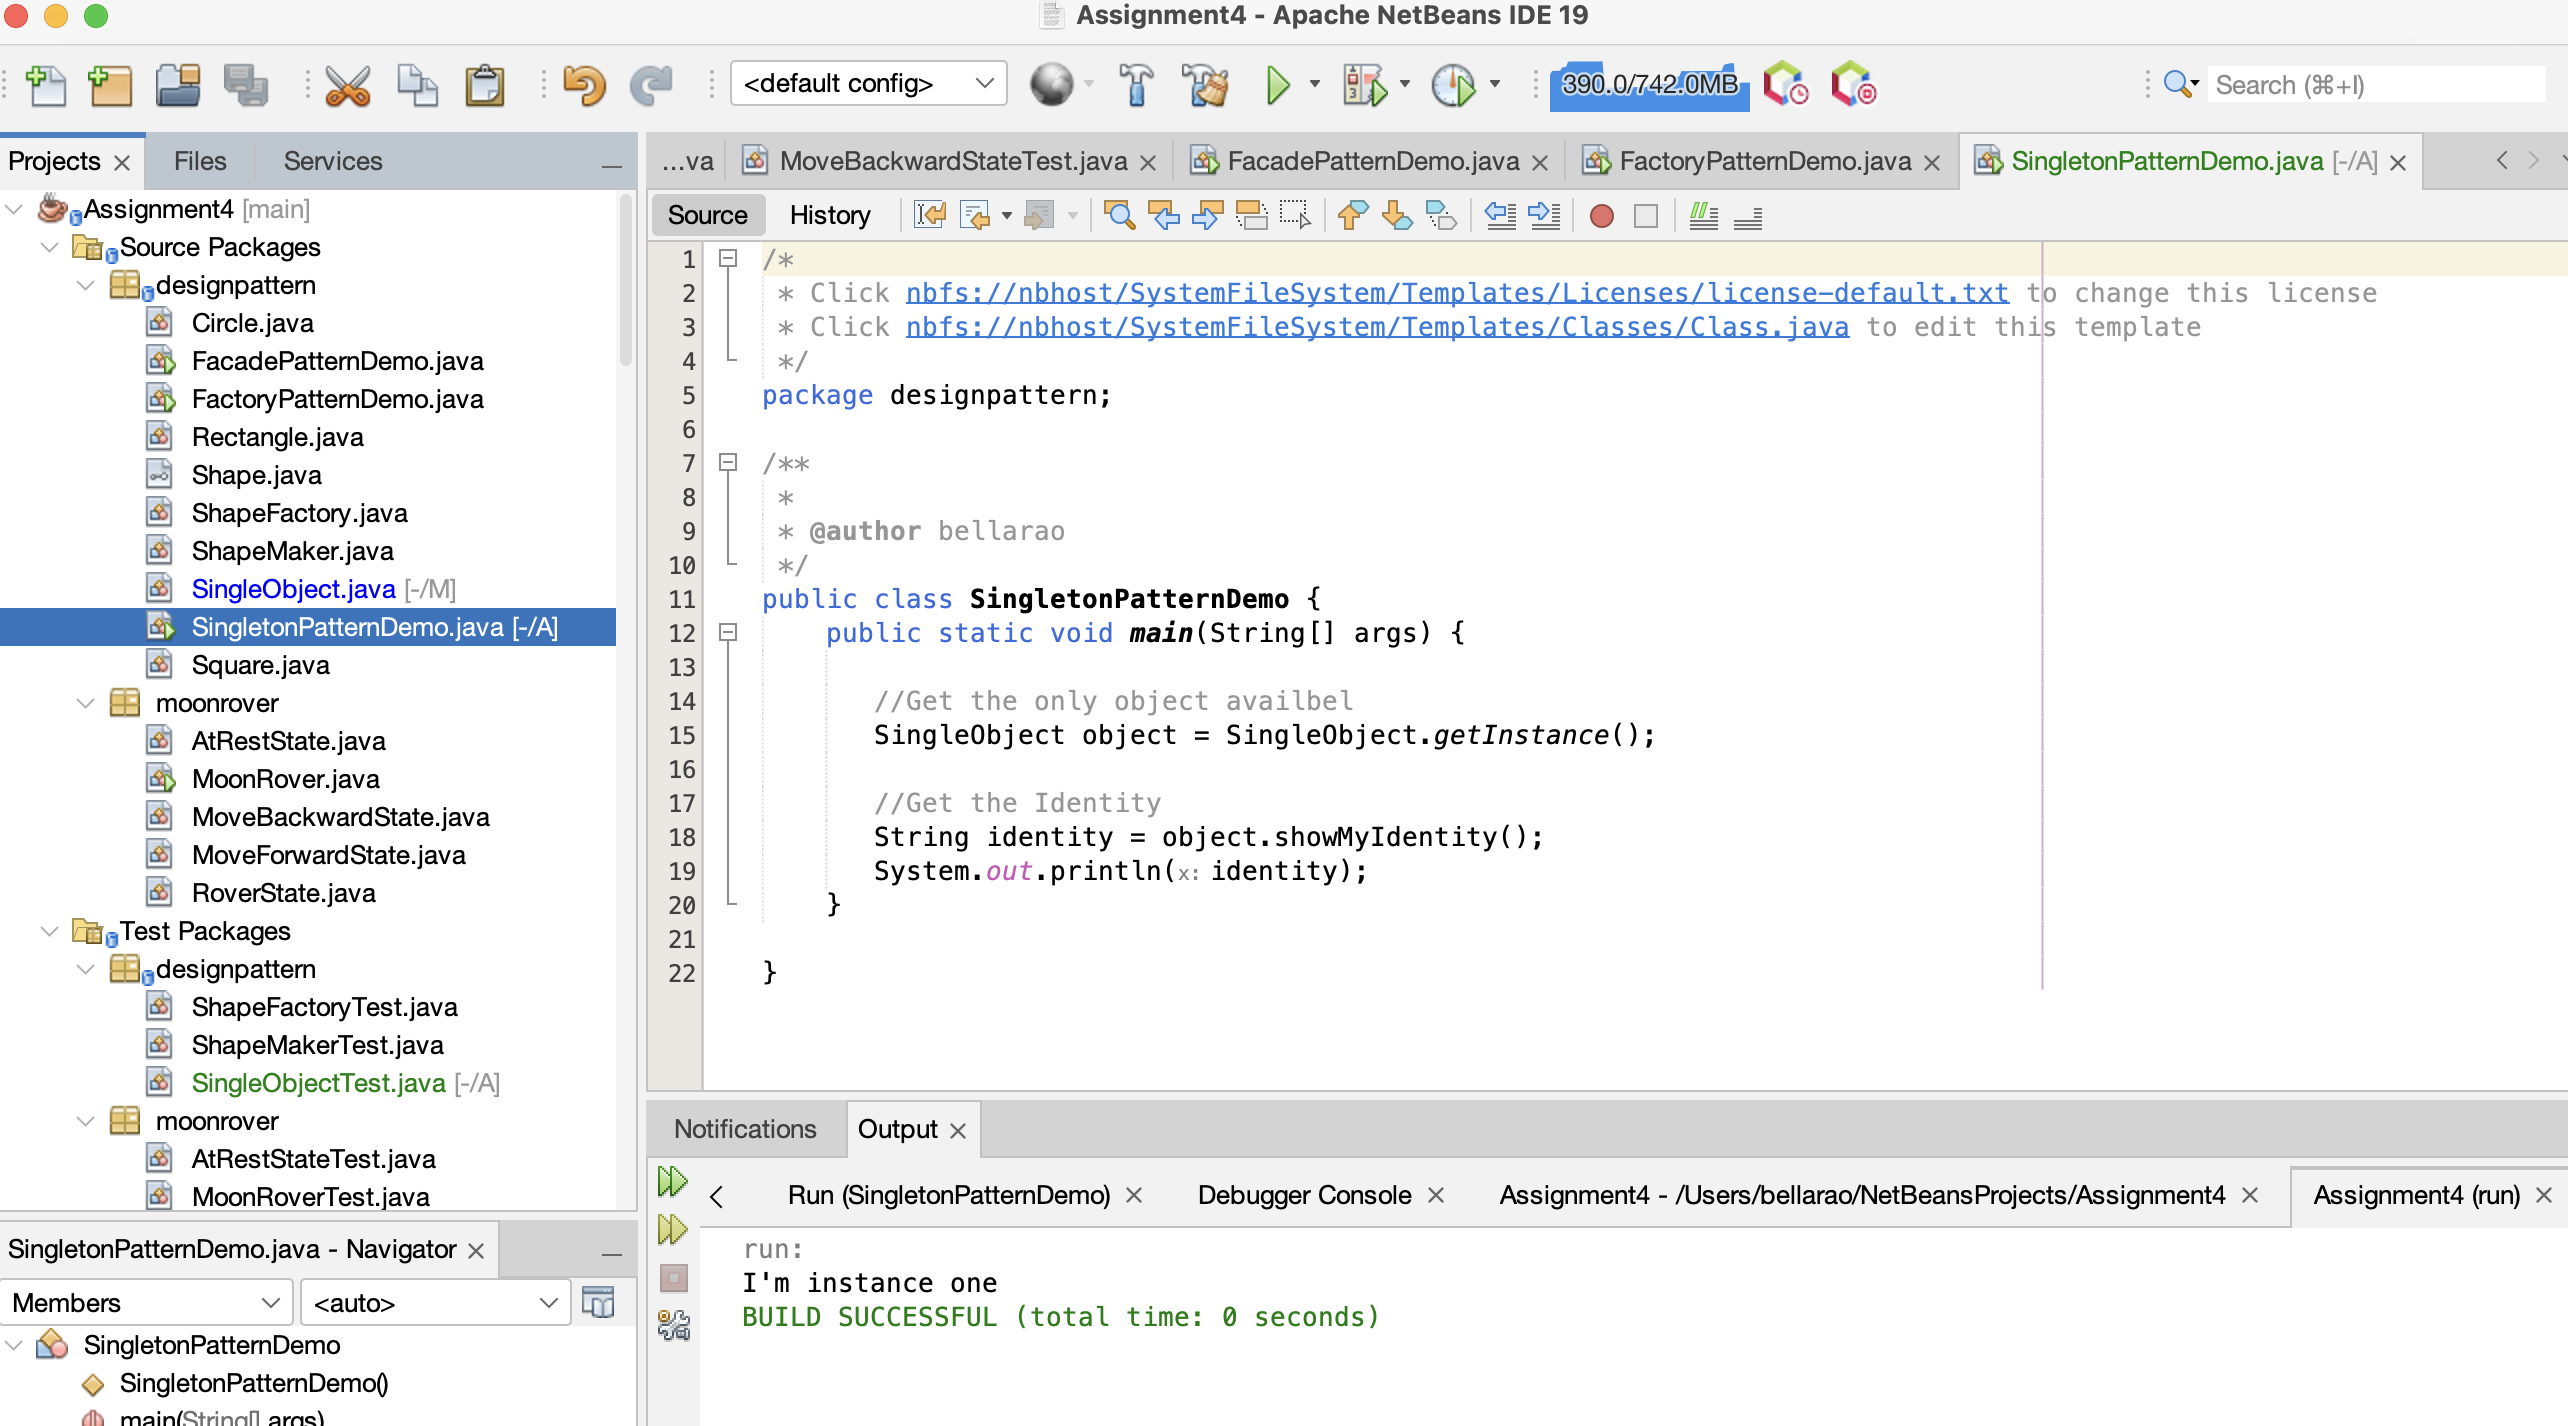 Assignment4 - Apache NetBeans IDE 19
<default config>
390.0/742.0MB
Search (⌘+I)
Projects
Files
Services
...va
MoveBackwardStateTest.java
FacadePatternDemo.java
FactoryPatternDemo.java
SingletonPatternDemo.java [-/A]
Assignment4 [main]
Source Packages
designpattern
Circle.java
FacadePatternDemo.java
FactoryPatternDemo.java
Rectangle.java
Shape.java
ShapeFactory.java
ShapeMaker.java
SingleObject.java [-/M]
SingletonPatternDemo.java [-/A]
Square.java
moonrover
AtRestState.java
MoonRover.java
MoveBackwardState.java
MoveForwardState.java
RoverState.java
Test Packages
designpattern
ShapeFactoryTest.java
ShapeMakerTest.java
SingleObjectTest.java [-/A]
moonrover
AtRestStateTest.java
MoonRoverTest.java
SingletonPatternDemo.java - Navigator
Members
<auto>
SingletonPatternDemo
SingletonPatternDemo()
main(String[] args)
Source
History
1 /*
2 * Click nbfs://nbhost/SystemFileSystem/Templates/Licenses/license-default.txt to change this license
3 * Click nbfs://nbhost/SystemFileSystem/Templates/Classes/Class.java to edit this template
4 */
5 package designpattern;
6
7 /**
8 *
9 * @author bellarao
10 */
11 public class SingletonPatternDemo {
12 public static void main(String[] args) {
13
14 //Get the only object availbel
15 SingleObject object = SingleObject.getInstance();
16
17 //Get the Identity
18 String identity = object.showMyIdentity();
19 System.out.println(x: identity);
20 }
21
22 }
Notifications
Output
Run (SingletonPatternDemo)
Debugger Console
Assignment4 - /Users/bellarao/NetBeansProjects/Assignment4
Assignment4 (run)
run:
I'm instance one
BUILD SUCCESSFUL (total time: 0 seconds)